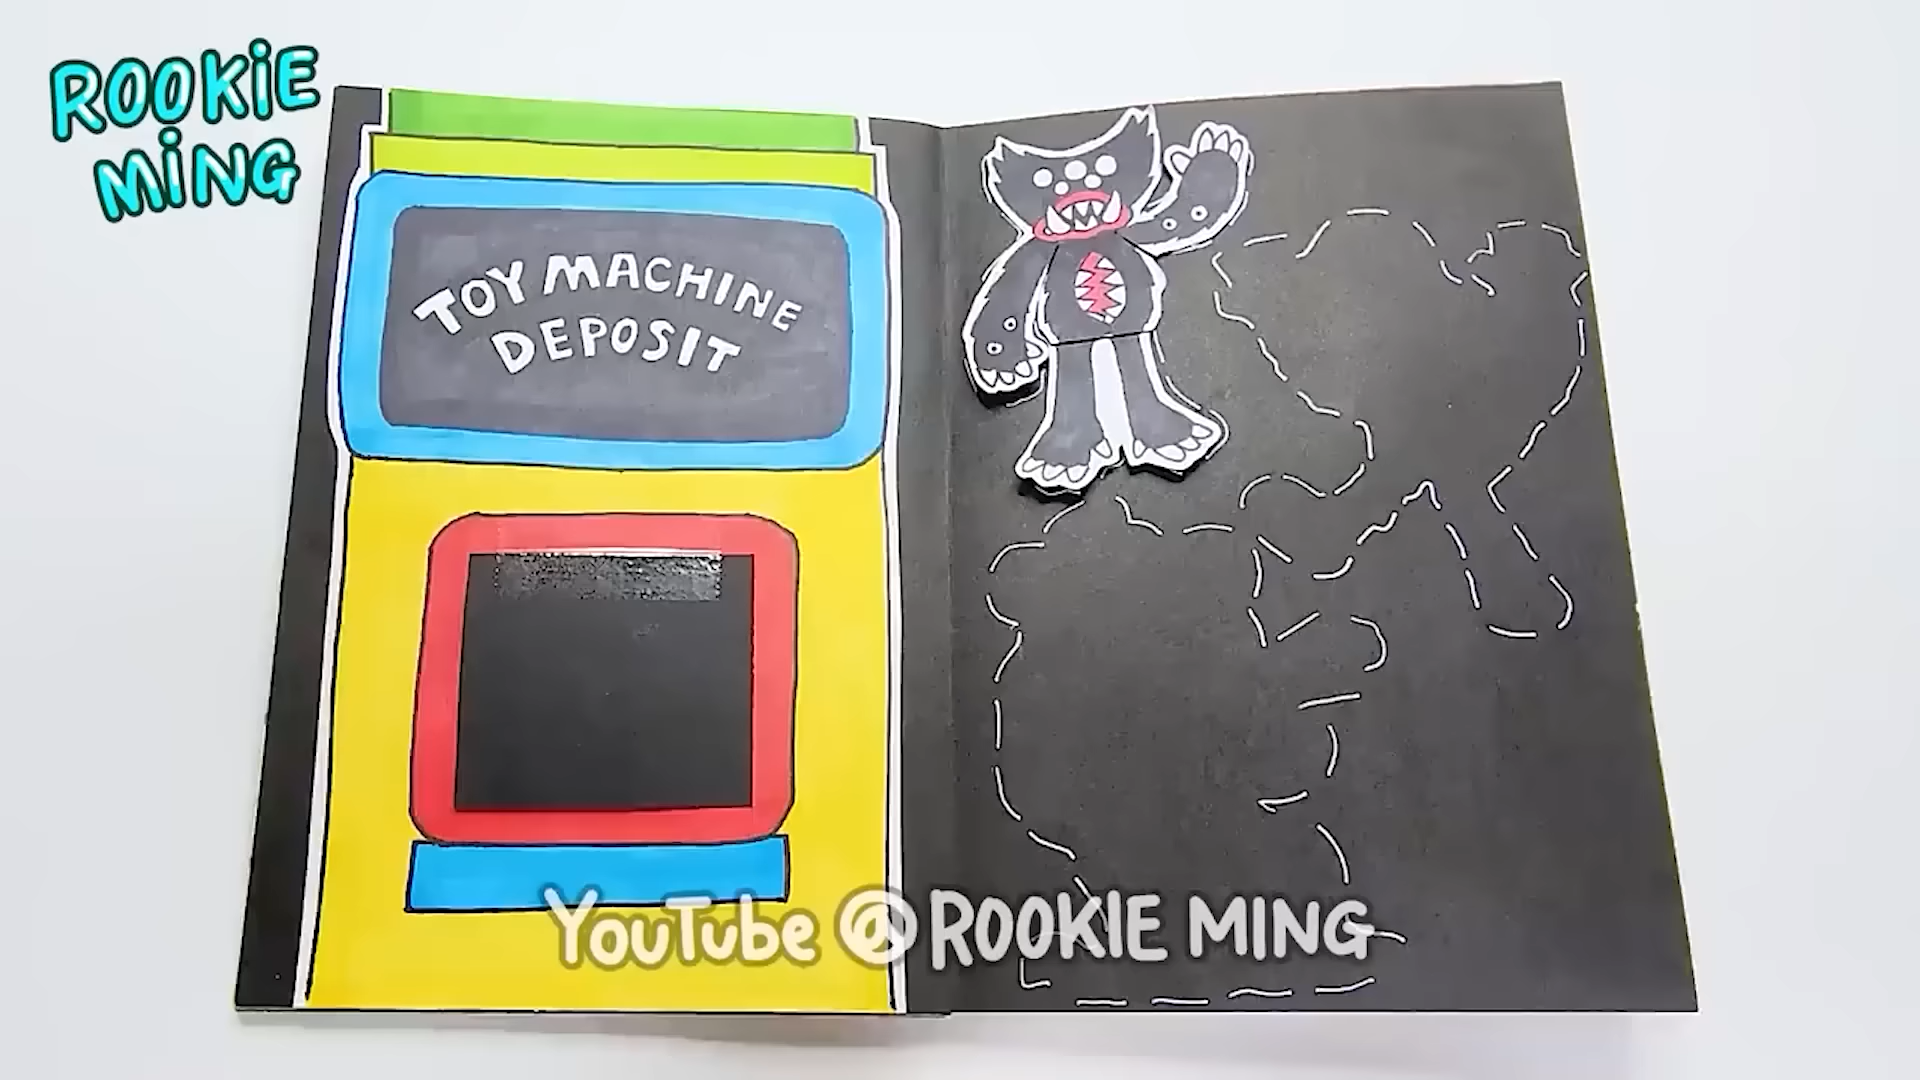 ROOKiE
MiNG
TOY MACHINE
DEPOSIT
YouTube @ROOKIE MING